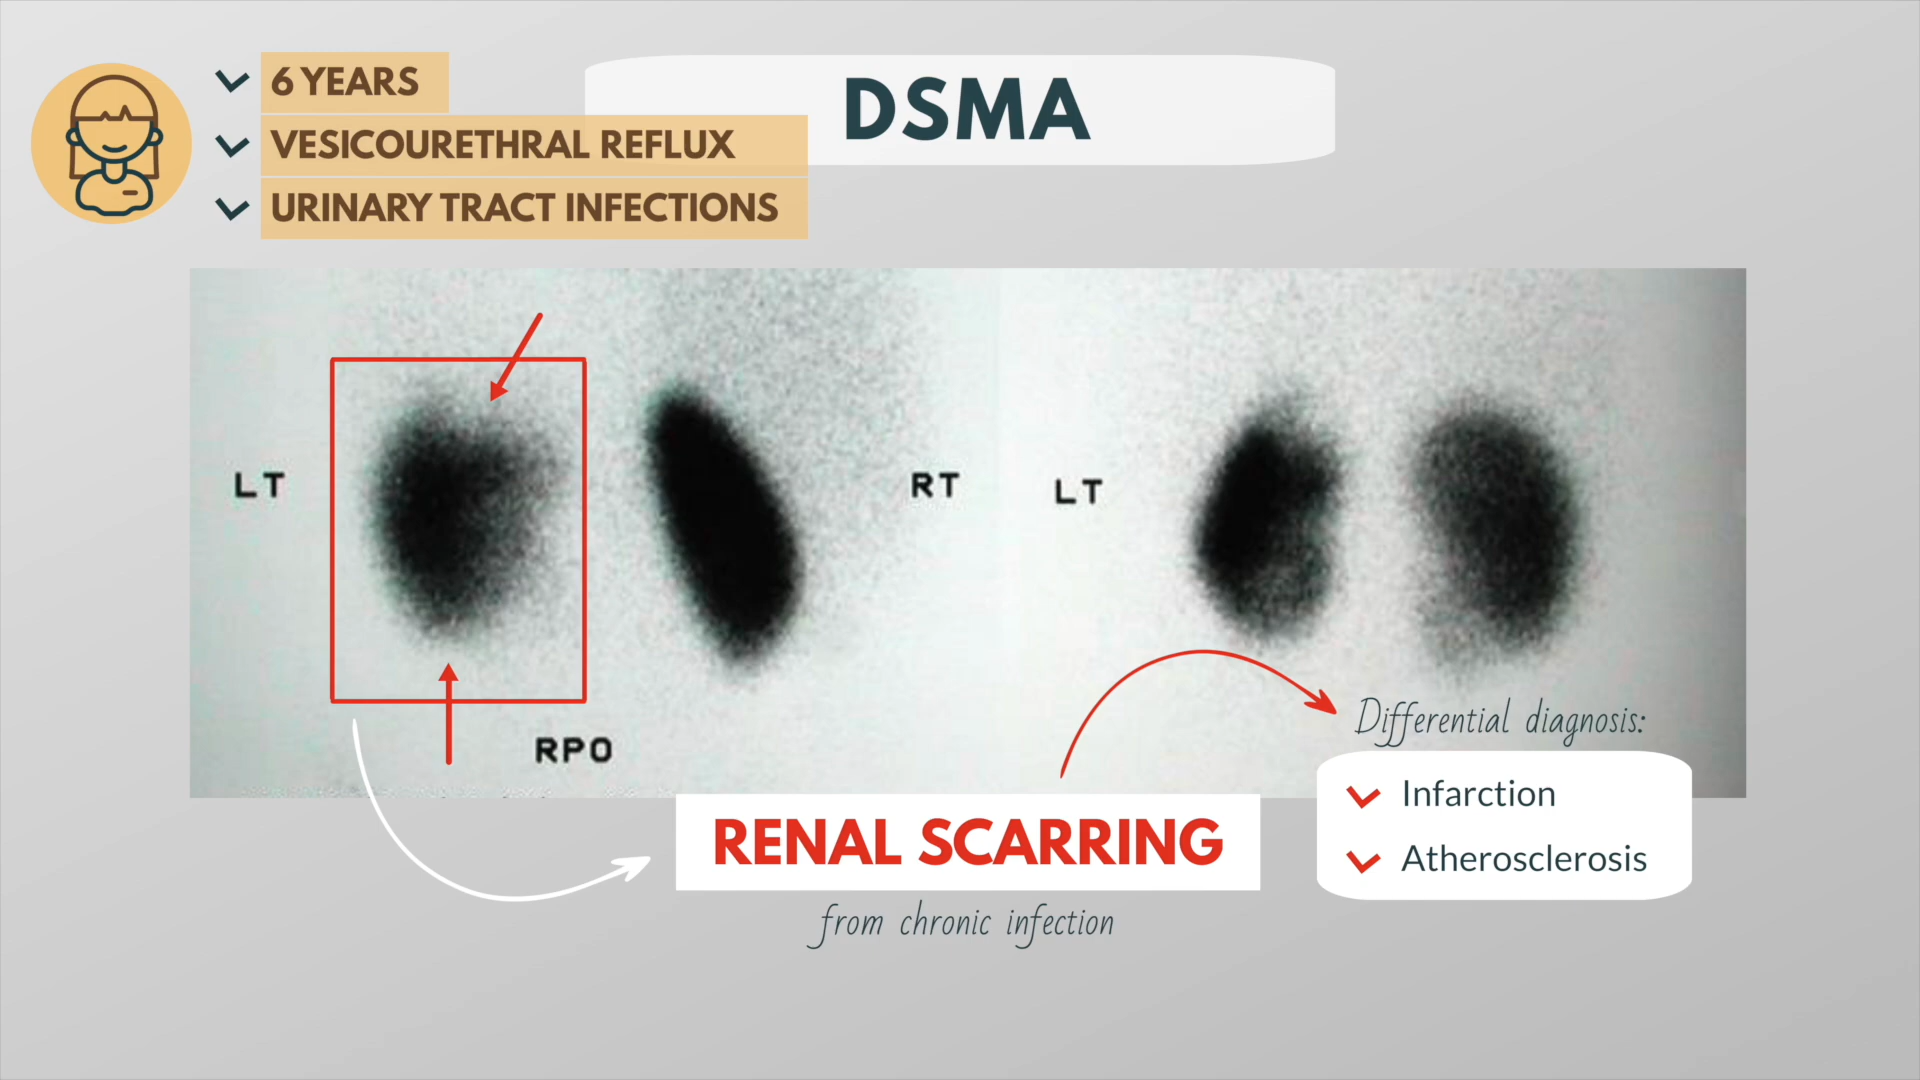 DSMA
6 YEARS
VESICOURETHRAL REFLUX
URINARY TRACT INFECTIONS
LT
RT
LT
RPO
RENAL SCARRING
from chronic infection
Differential diagnosis:
Infarction
Atherosclerosis